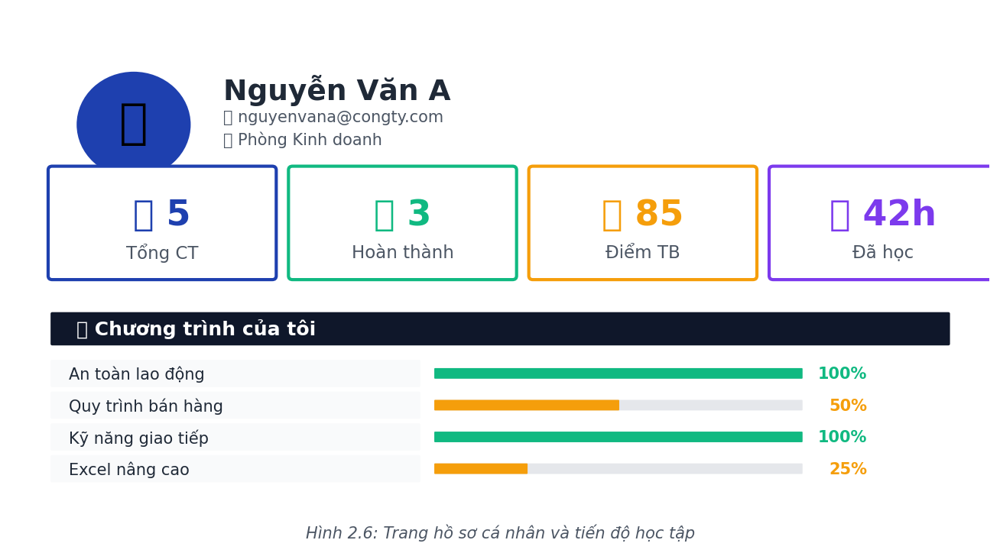 Nguyễn Văn A
nguyenvana@congty.com
Phòng Kinh doanh
5
Tổng CT
3
Hoàn thành
85
Điểm TB
42h
Đã học
Chương trình của tôi
An toàn lao động 100%
Quy trình bán hàng 50%
Kỹ năng giao tiếp 100%
Excel nâng cao 25%
Hình 2.6: Trang hồ sơ cá nhân và tiến độ học tập